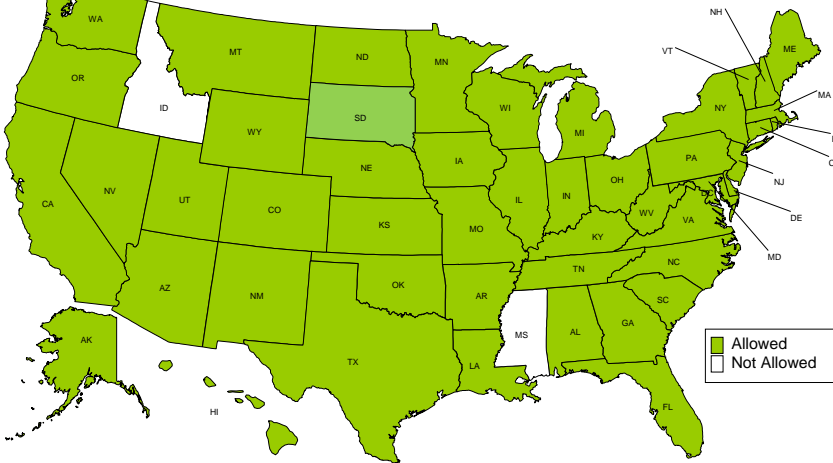 NH
WA
ME
VT
MT
ND
MN
OR
MA
ID
SD
WI
NY
MI
WY
IA
PA
NE
NJ
OH
NV
UT
CO
IL
IN
DC
CA
WV
DE
VA
KS
MO
KY
MD
NC
TN
AZ
NM
OK
AR
SC
GA
AK
MS
AL
Allowed
Not Allowed
TX
LA
FL
HI